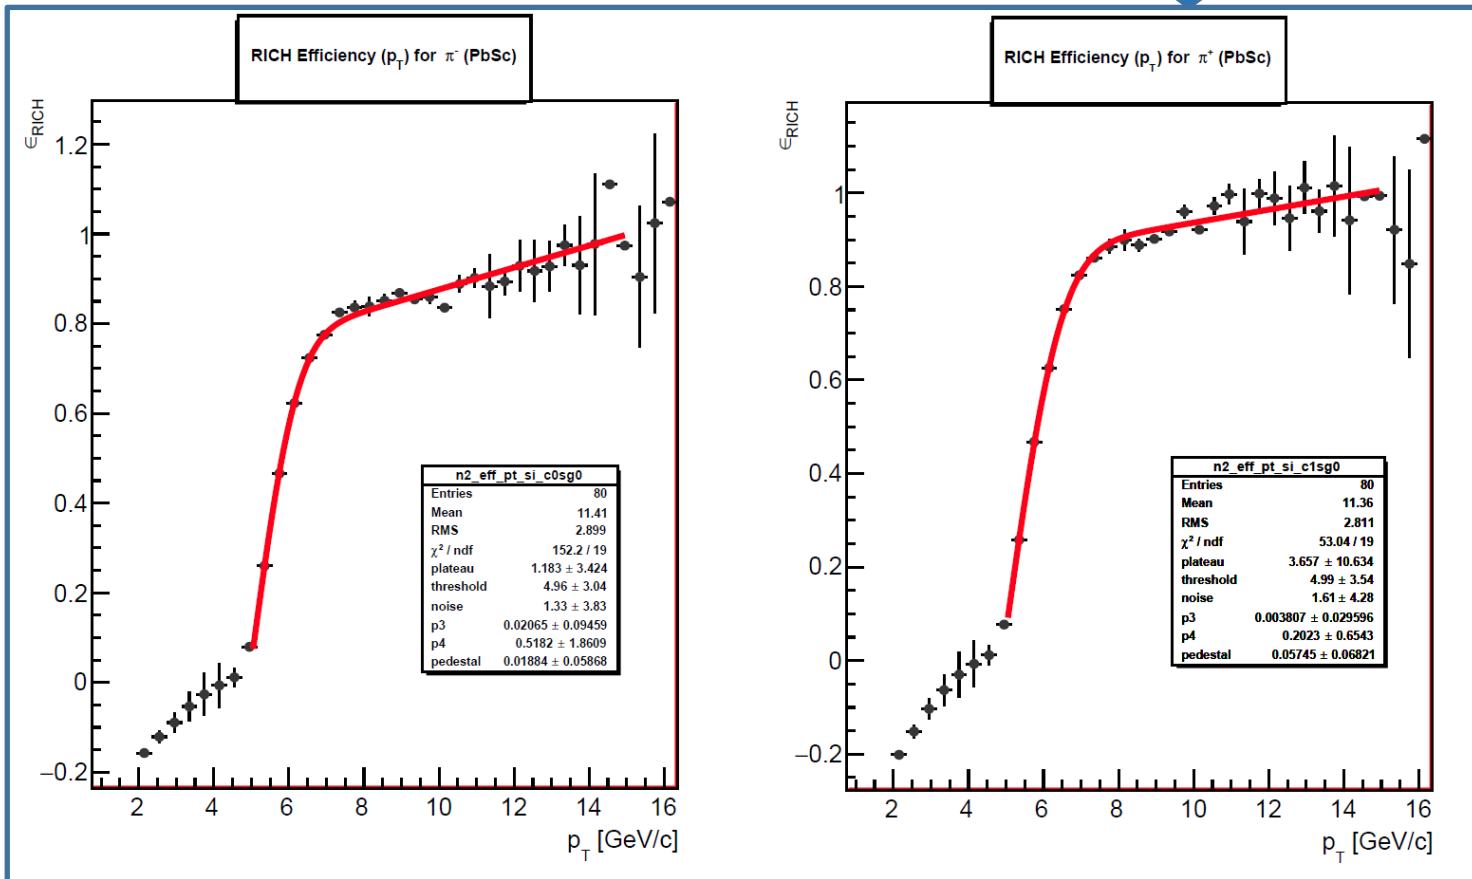 RICH Efficiency (p_T) for π⁻ (PbSc)
ϵ_RICH
1.2
1
0.8
0.6
0.4
0.2
0
−0.2
2 4 6 8 10 12 14 16
p_T [GeV/c]
n2_eff_pt_si_c0sg0
Entries 80
Mean 11.41
RMS 2.899
χ² / ndf 152.2 / 19
plateau 1.183 ± 3.424
threshold 4.96 ± 3.04
noise 1.33 ± 3.83
p3 0.02065 ± 0.09459
p4 0.5182 ± 1.8609
pedestal 0.01884 ± 0.05868
RICH Efficiency (p_T) for π⁺ (PbSc)
ϵ_RICH
1
0.8
0.6
0.4
0.2
0
−0.2
2 4 6 8 10 12 14 16
p_T [GeV/c]
n2_eff_pt_si_c1sg0
Entries 80
Mean 11.36
RMS 2.811
χ² / ndf 53.04 / 19
plateau 3.657 ± 10.634
threshold 4.99 ± 3.54
noise 1.61 ± 4.28
p3 0.003807 ± 0.029596
p4 0.2023 ± 0.6543
pedestal 0.05745 ± 0.06821